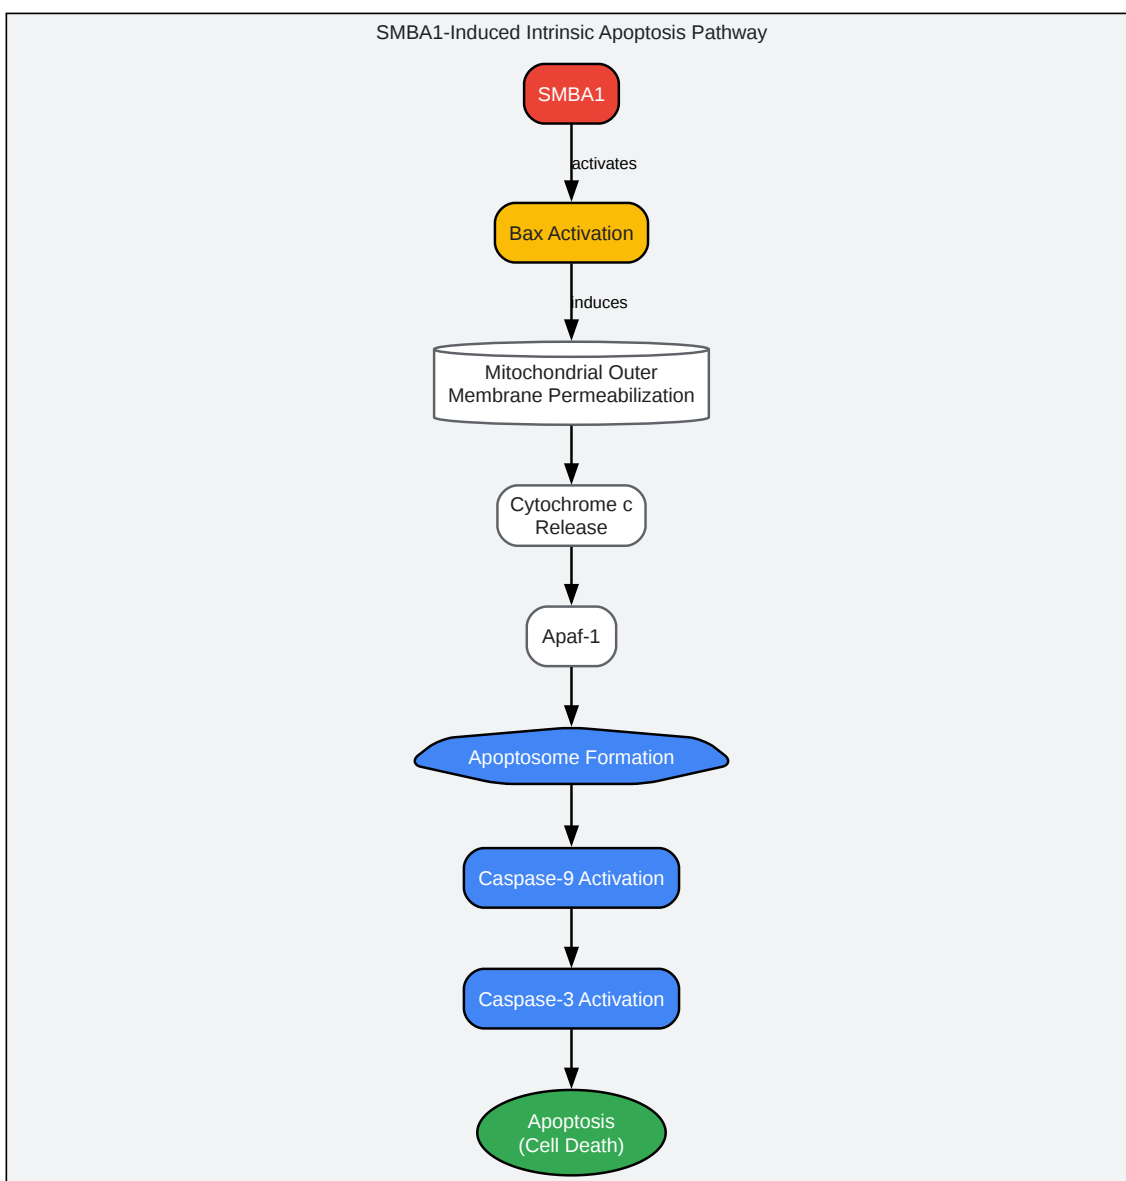 SMBA1-Induced Intrinsic Apoptosis Pathway
SMBA1
activates
Bax Activation
induces
Mitochondrial Outer
Membrane Permeabilization
Cytochrome c
Release
Apaf-1
Apoptosome Formation
Caspase-9 Activation
Caspase-3 Activation
Apoptosis
(Cell Death)